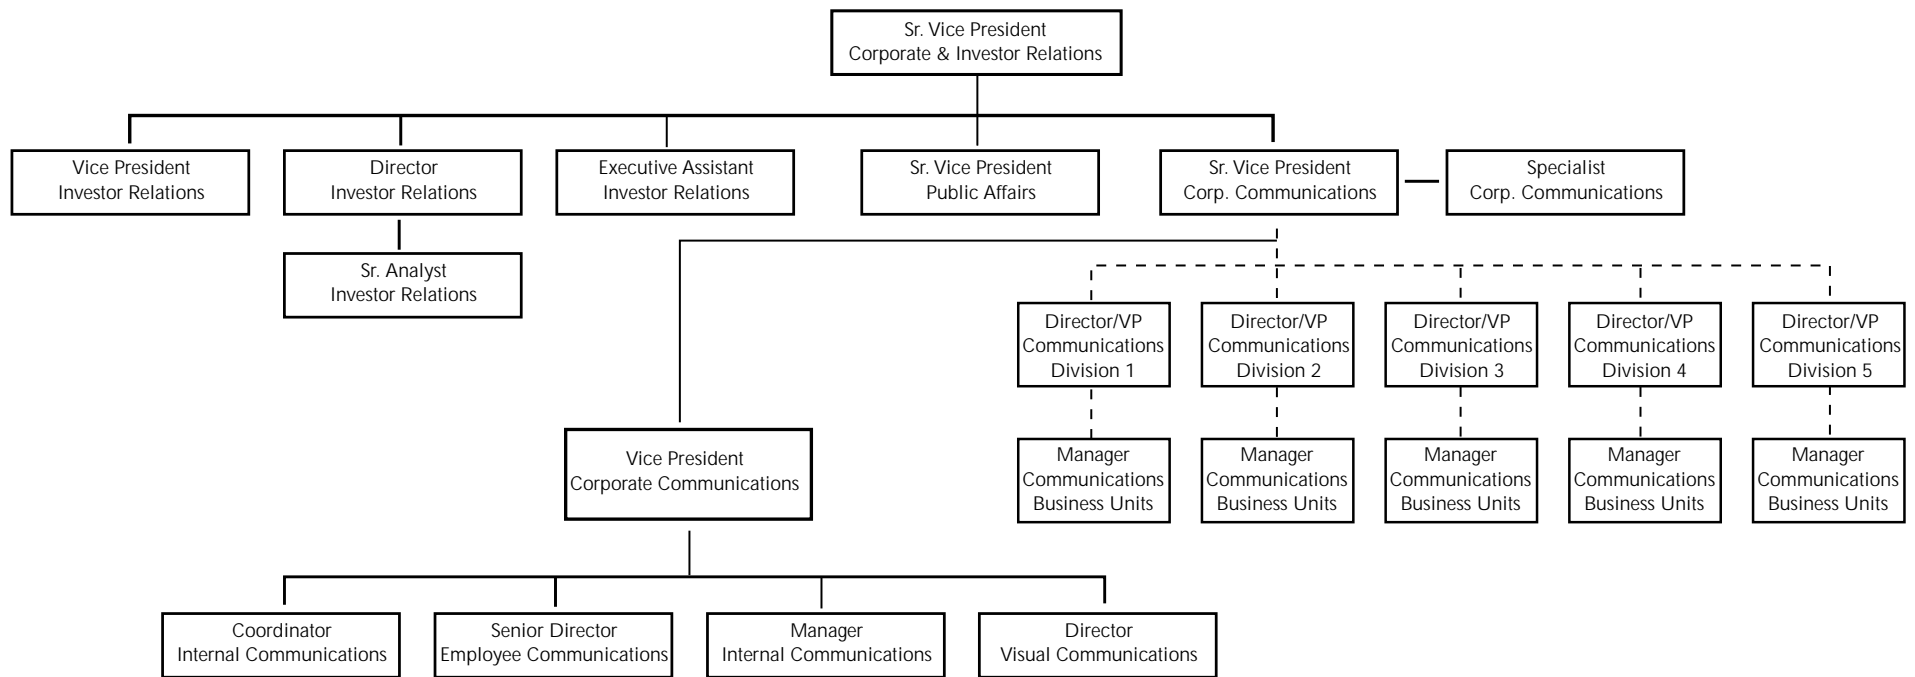 Sr. Vice President
Corporate & Investor Relations
Vice President
Investor Relations
Director
Investor Relations
Executive Assistant
Investor Relations
Sr. Vice President
Public Affairs
Sr. Vice President
Corp. Communications
Specialist
Corp. Communications
Sr. Analyst
Investor Relations
Director/VP
Communications
Division 1
Director/VP
Communications
Division 2
Director/VP
Communications
Division 3
Director/VP
Communications
Division 4
Director/VP
Communications
Division 5
Manager
Communications
Business Units
Manager
Communications
Business Units
Manager
Communications
Business Units
Manager
Communications
Business Units
Manager
Communications
Business Units
Vice President
Corporate Communications
Coordinator
Internal Communications
Senior Director
Employee Communications
Manager
Internal Communications
Director
Visual Communications